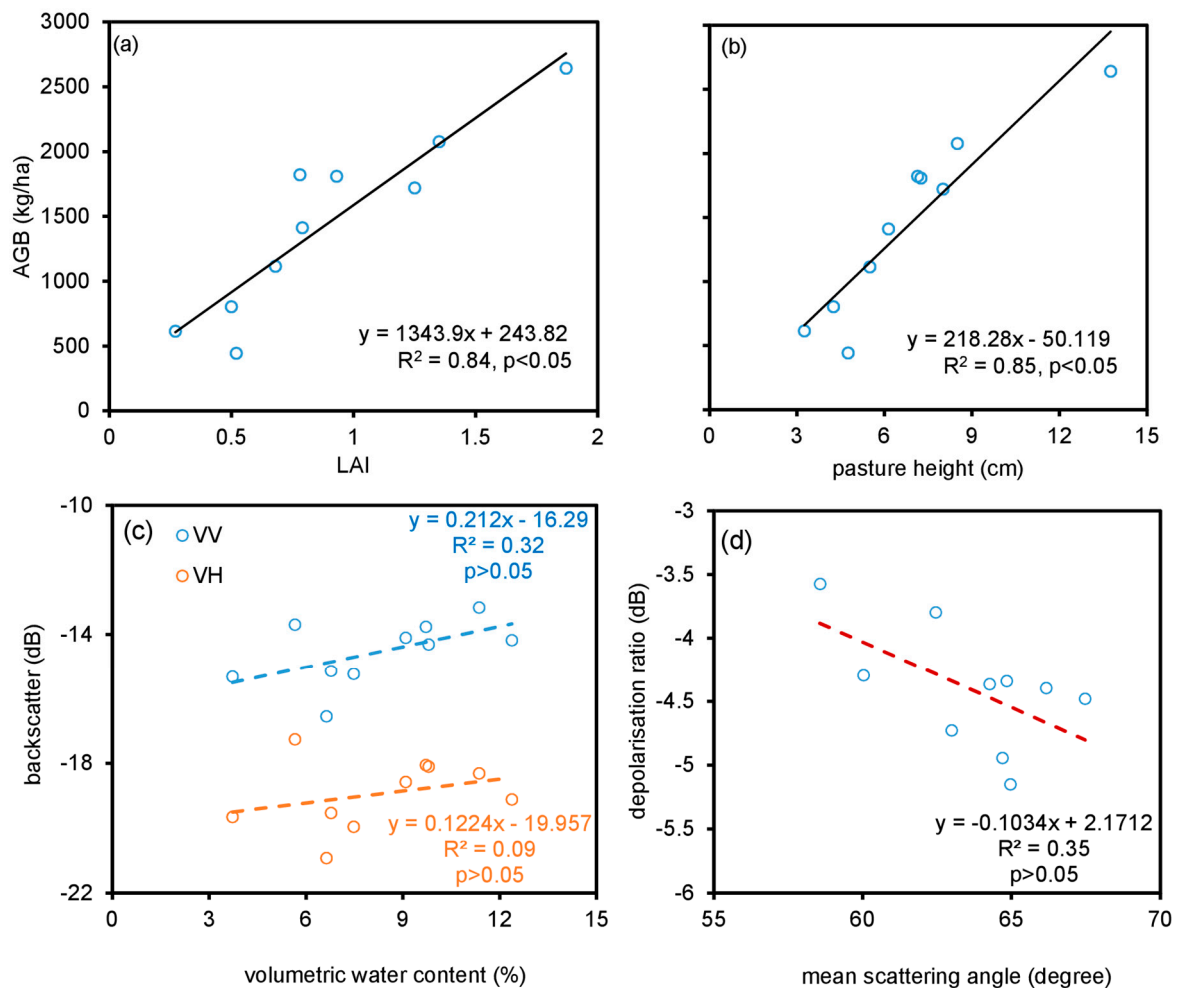 3000
2500
2000
1500
1000
500
0
AGB (kg/ha)
(a)
y = 1343.9x + 243.82
R² = 0.84, p<0.05
0 0.5 1 1.5 2
LAI
(b)
y = 218.28x - 50.119
R² = 0.85, p<0.05
0 3 6 9 12 15
pasture height (cm)
-10
-14
-18
-22
backscatter (dB)
(c)
VV
VH
y = 0.212x - 16.29
R² = 0.32
p>0.05
y = 0.1224x - 19.957
R² = 0.09
p>0.05
0 3 6 9 12 15
volumetric water content (%)
-3
-3.5
-4
-4.5
-5
-5.5
-6
depolarisation ratio (dB)
(d)
y = -0.1034x + 2.1712
R² = 0.35
p>0.05
55 60 65 70
mean scattering angle (degree)